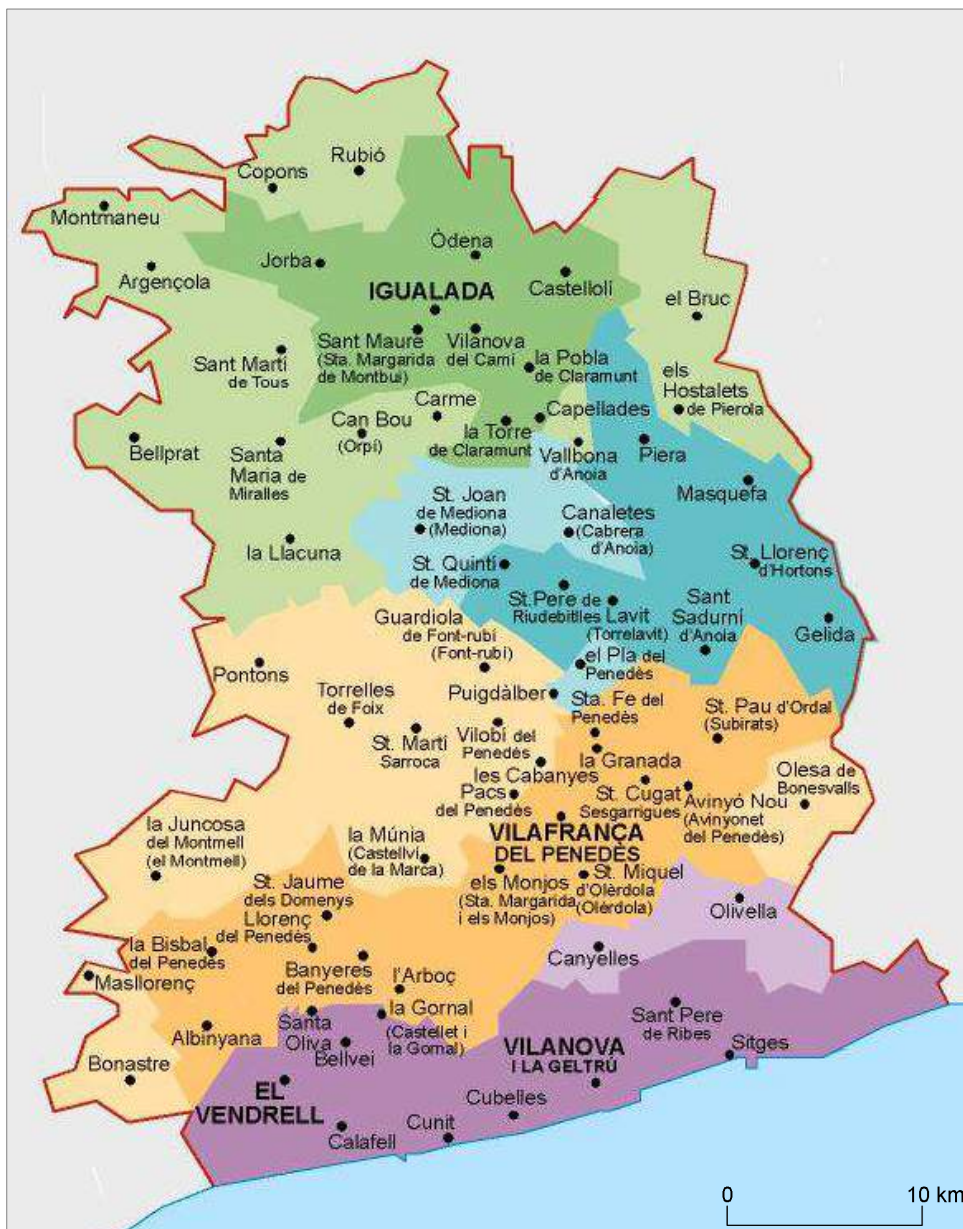 Rubió
Copons
Montmaneu
Òdena
Jorba
Argençola
Castellolí
IGUALADA
el Bruc
Sant Maure
(Sta. Margarida
de Montbui)
Vilanova
del Camí
Sant Martí
de Tous
la Pobla
de Claramunt
els
Hostalets
de Pierola
Carme
Capellades
Can Bou
(Orpí)
la Torre
de Claramunt
Bellprat
Santa
Maria de
Miralles
Vallbona
d'Anoia
Piera
Masquefa
St. Joan
de Mediona
(Mediona)
Canaletes
(Cabrera
d'Anoia)
la Llacuna
St. Llorenç
d'Hortons
St. Quintí
de Mediona
St. Pere de
Riudebitlles
Lavit
(Torrelavit)
Sant
Sadurní
d'Anoia
Gelida
Guardiola
de Font-rubí
(Font-rubí)
el Pla del
Penedès
Pontons
Puigdàlber
Torrelles
de Foix
Sta. Fe del
Penedès
St. Pau d'Ordal
(Subirats)
St. Martí
Sarroca
Vilobí del
Penedès
la Granada
les Cabanyes
Olesa de
Bonesvalls
Pacs
del Penedès
St. Cugat
Sesgarrigues
Avinyó Nou
(Avinyonet
del Penedès)
la Juncosa
del Montmell
(el Montmell)
la Múnia
(Castellví
de la Marca)
VILAFRANCA
DEL PENEDÈS
els Monjos
(Sta. Margarida
i els Monjos)
St. Miquel
d'Olèrdola
(Olèrdola)
St. Jaume
dels Domenys
Olivella
Llorenç
del Penedès
la Bisbal
del Penedès
Canyelles
Masllorenç
Banyeres
del Penedès
l'Arboç
la Gornal
(Castellet i
la Gornal)
Sant Pere
de Ribes
Albinyana
Santa
Oliva
Bellvei
VILANOVA
I LA GELTRÚ
Sitges
Bonastre
EL
VENDRELL
Cubelles
Cunit
Calafell
0 10 km